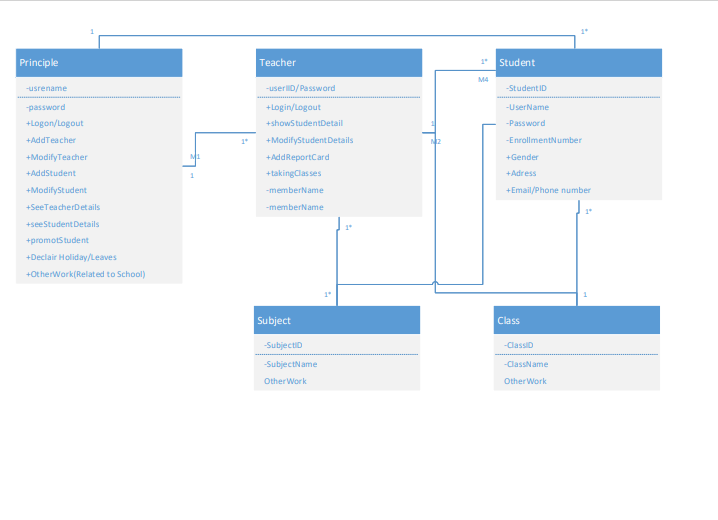 1
1*
Principle
-usrename
-password
+Logon/Logout
+AddTeacher
+ModifyTeacher
+AddStudent
+ModifyStudent
+SeeTeacherDetails
+seeStudentDetails
+promotStudent
+Declair Holiday/Leaves
+OtherWork(Related to School)
M1
1
1*
Teacher
-userIID/Password
+Login/Logout
+showStudentDetail
+ModifyStudentDetails
+AddReportCard
+takingClasses
-memberName
-memberName
1
M2
1*
M4
Student
-StudentID
-UserName
-Password
-EnrollmentNumber
+Gender
+Adress
+Email/Phone number
1*
1*
1*
1
Subject
-SubjectID
-SubjectName
OtherWork
Class
-ClassID
-ClassName
OtherWork